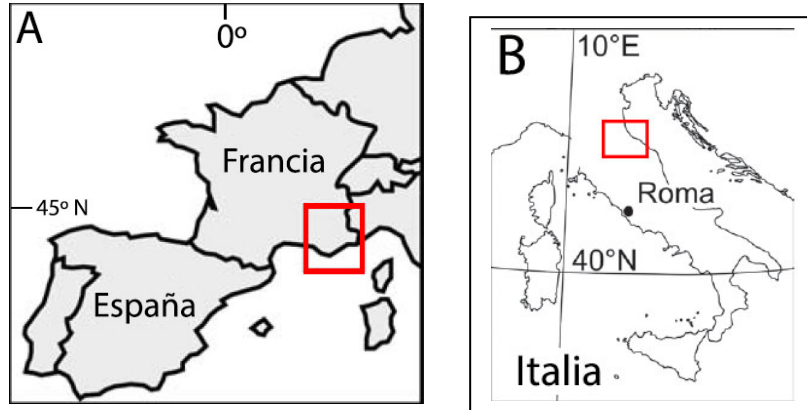 A
0º
Francia
45º N
España
B
10°E
Roma
40°N
Italia